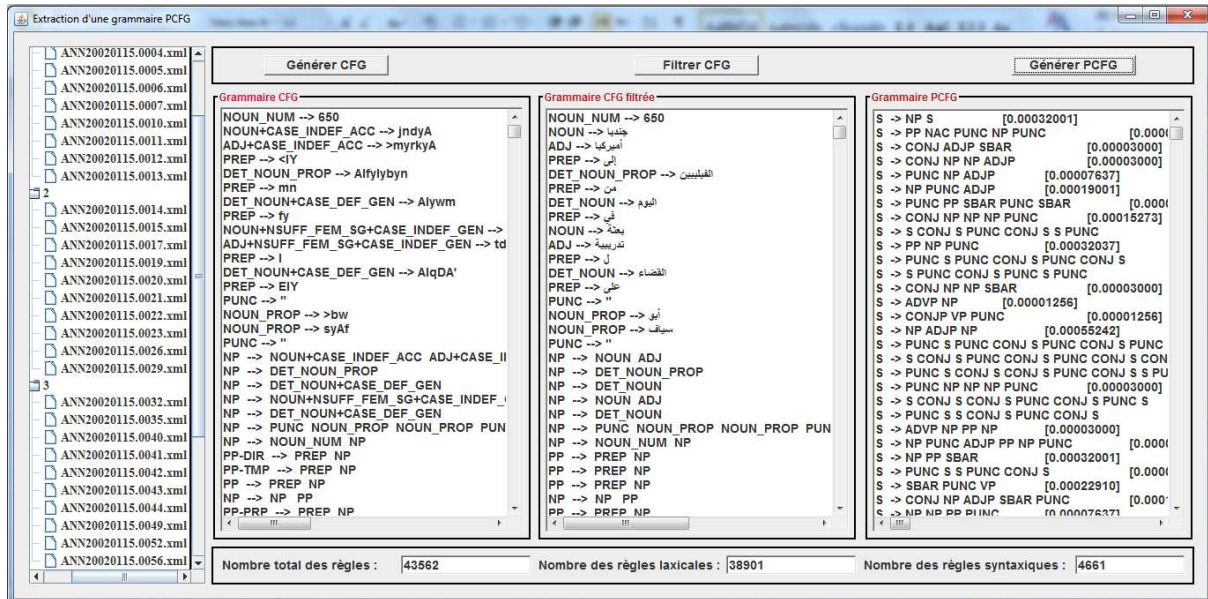 Extraction d'une grammaire PCFG
ANN20020115.0004.xml
ANN20020115.0005.xml
ANN20020115.0006.xml
ANN20020115.0007.xml
ANN20020115.0010.xml
ANN20020115.0011.xml
ANN20020115.0012.xml
ANN20020115.0013.xml
2
ANN20020115.0014.xml
ANN20020115.0015.xml
ANN20020115.0017.xml
ANN20020115.0019.xml
ANN20020115.0020.xml
ANN20020115.0021.xml
ANN20020115.0022.xml
ANN20020115.0023.xml
ANN20020115.0026.xml
ANN20020115.0029.xml
3
ANN20020115.0032.xml
ANN20020115.0035.xml
ANN20020115.0040.xml
ANN20020115.0041.xml
ANN20020115.0042.xml
ANN20020115.0043.xml
ANN20020115.0044.xml
ANN20020115.0049.xml
ANN20020115.0052.xml
ANN20020115.0056.xml
Générer CFG
Filtrer CFG
Générer PCFG
Grammaire CFG
NOUN_NUM --> 650
NOUN+CASE_INDEF_ACC --> jndyA
ADJ+CASE_INDEF_ACC --> >myrkyA
PREP --> <lY
DET_NOUN_PROP --> Alfylybyn
PREP --> mn
DET_NOUN+CASE_DEF_GEN --> Alywm
PREP --> fy
NOUN+NSUFF_FEM_SG+CASE_INDEF_GEN -->
ADJ+NSUFF_FEM_SG+CASE_INDEF_GEN --> td
PREP --> l
DET_NOUN+CASE_DEF_GEN --> AlqDA'
PREP --> ElY
PUNC --> "
NOUN_PROP --> >bw
NOUN_PROP --> syAf
PUNC --> "
NP --> NOUN+CASE_INDEF_ACC ADJ+CASE_I
NP --> DET_NOUN_PROP
NP --> DET_NOUN+CASE_DEF_GEN
NP --> NOUN+NSUFF_FEM_SG+CASE_INDEF_
NP --> DET_NOUN+CASE_DEF_GEN
NP --> PUNC NOUN_PROP NOUN_PROP PUN
NP --> NOUN_NUM NP
PP-DIR --> PREP NP
PP-TMP --> PREP NP
PP --> PREP NP
NP --> NP PP
PP-PRP --> PREP NP
Grammaire CFG filtrée
NOUN_NUM --> 650
NOUN --> جنديا
ADJ --> أميركيا
PREP --> إلى
DET_NOUN_PROP --> الفيليبين
PREP --> من
DET_NOUN --> اليوم
PREP --> في
NOUN --> بعثة
ADJ --> تدريبية
PREP --> ل
DET_NOUN --> القضاء
PREP --> على
PUNC --> "
NOUN_PROP --> أبو
NOUN_PROP --> سياف
PUNC --> "
NP --> NOUN ADJ
NP --> DET_NOUN_PROP
NP --> DET_NOUN
NP --> NOUN ADJ
NP --> DET_NOUN
NP --> PUNC NOUN_PROP NOUN_PROP PUN
NP --> NOUN_NUM NP
PP --> PREP NP
PP --> PREP NP
PP --> PREP NP
NP --> NP PP
PP --> PREP NP
Grammaire PCFG
S -> NP S [0.00032001]
S -> PP NAC PUNC NP PUNC [0.000
S -> CONJ ADJP SBAR [0.00003000]
S -> CONJ NP NP ADJP [0.00003000]
S -> PUNC NP ADJP [0.00007637]
S -> NP PUNC ADJP [0.00019001]
S -> PUNC PP SBAR PUNC SBAR [0.000
S -> CONJ NP NP NP PUNC [0.00015273]
S -> S CONJ S PUNC CONJ S S PUNC
S -> PP NP PUNC [0.00032037]
S -> PUNC S PUNC CONJ S PUNC CONJ S
S -> S PUNC CONJ S PUNC S PUNC
S -> CONJ NP NP SBAR [0.00003000]
S -> ADVP NP [0.00001256]
S -> CONJP VP PUNC [0.00001256]
S -> NP ADJP NP [0.00055242]
S -> PUNC S PUNC CONJ S PUNC CONJ S PUNC
S -> S CONJ S PUNC CONJ S PUNC CONJ S CON
S -> PUNC S CONJ S CONJ S PUNC CONJ S S PU
S -> PUNC NP NP NP PUNC [0.00003000]
S -> S CONJ S CONJ S PUNC CONJ S PUNC S
S -> PUNC S S CONJ S PUNC CONJ S
S -> ADVP NP PP NP [0.00003000]
S -> NP PUNC ADJP PP NP PUNC [0.000
S -> NP PP SBAR [0.00032001]
S -> PUNC S S PUNC CONJ S [0.000
S -> SBAR PUNC VP [0.00022910]
S -> CONJ NP ADJP SBAR PUNC [0.000
S -> NP NP PP PUNC [0.00007637]
Nombre total des règles : 43562
Nombre des règles laxicales : 38901
Nombre des règles syntaxiques : 4661